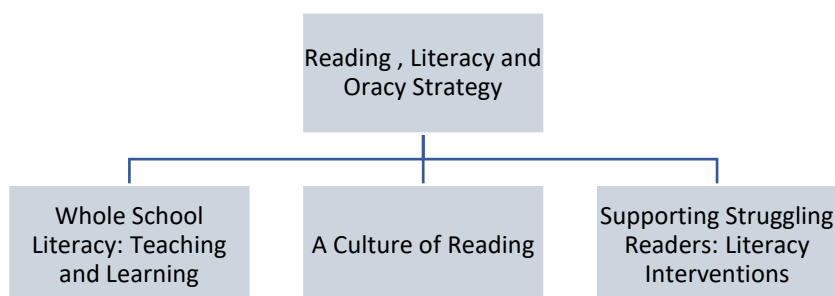 Reading , Literacy and
Oracy Strategy
Whole School
Literacy: Teaching
and Learning
A Culture of Reading
Supporting Struggling
Readers: Literacy
Interventions